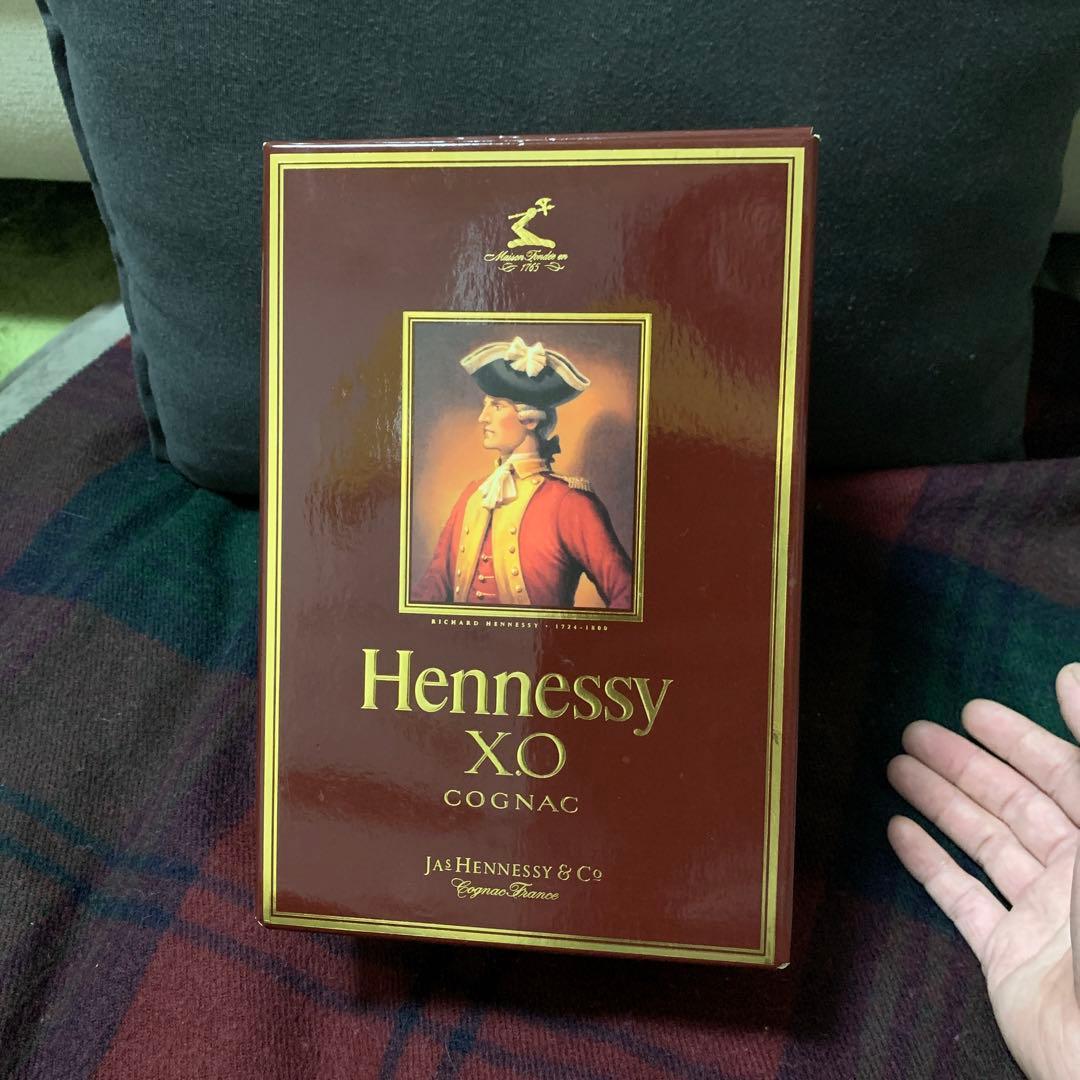 Maison Fondée en
1765
RICHARD HENNESSY • 1724-1800
Hennessy
X.O
COGNAC
JAS HENNESSY & CO
Cognac France